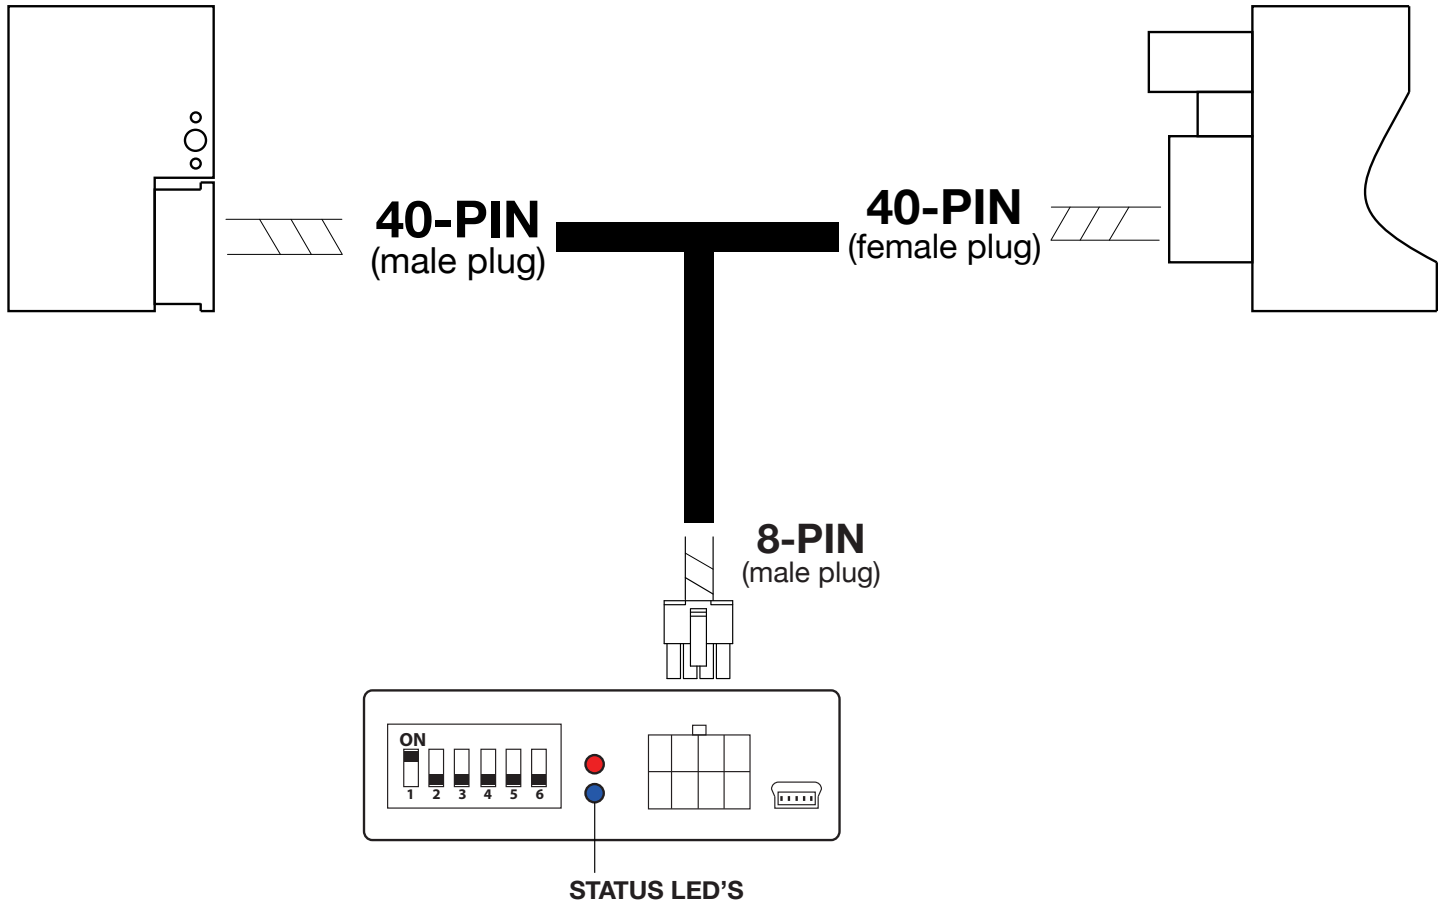 40-PIN
(male plug)
40-PIN
(female plug)
8-PIN
(male plug)
ON
1 2 3 4 5 6
STATUS LED'S